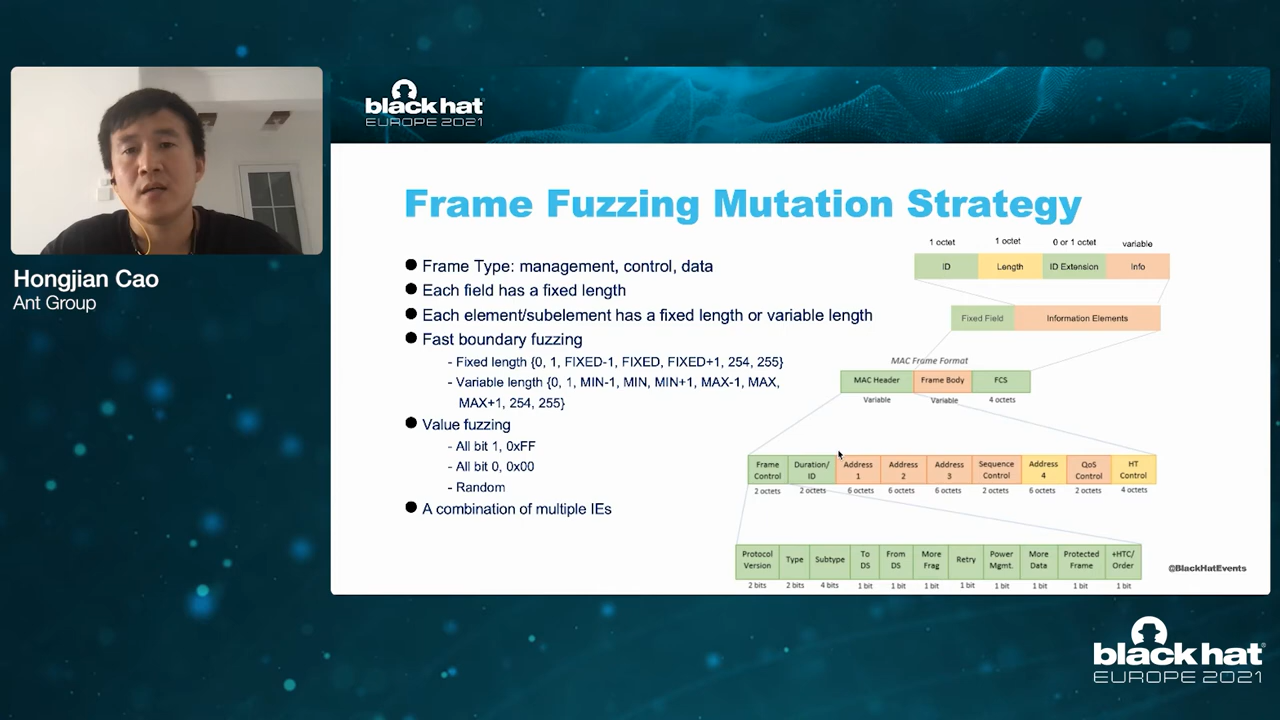 black hat
EUROPE 2021
Hongjian Cao
Ant Group
Frame Fuzzing Mutation Strategy
● Frame Type: management, control, data
● Each field has a fixed length
● Each element/subelement has a fixed length or variable length
● Fast boundary fuzzing
- Fixed length {0, 1, FIXED-1, FIXED, FIXED+1, 254, 255}
- Variable length {0, 1, MIN-1, MIN, MIN+1, MAX-1, MAX,
MAX+1, 254, 255}
● Value fuzzing
- All bit 1, 0xFF
- All bit 0, 0x00
- Random
● A combination of multiple IEs
1 octet 1 octet 0 or 1 octet variable
ID Length ID Extension Info
Fixed Field Information Elements
MAC Frame Format
MAC Header Frame Body FCS
Variable Variable 4 octets
Frame Control Duration/ID Address 1 Address 2 Address 3 Sequence Control Address 4 QoS Control HT Control
2 octets 2 octets 6 octets 6 octets 6 octets 2 octets 6 octets 2 octets 4 octets
Protocol Version Type Subtype To DS From DS More Frag Retry Power Mgmt. More Data Protected Frame +HTC/Order
2 bits 2 bits 4 bits 1 bit 1 bit 1 bit 1 bit 1 bit 1 bit 1 bit 1 bit
@BlackHatEvents
black hat
EUROPE 2021